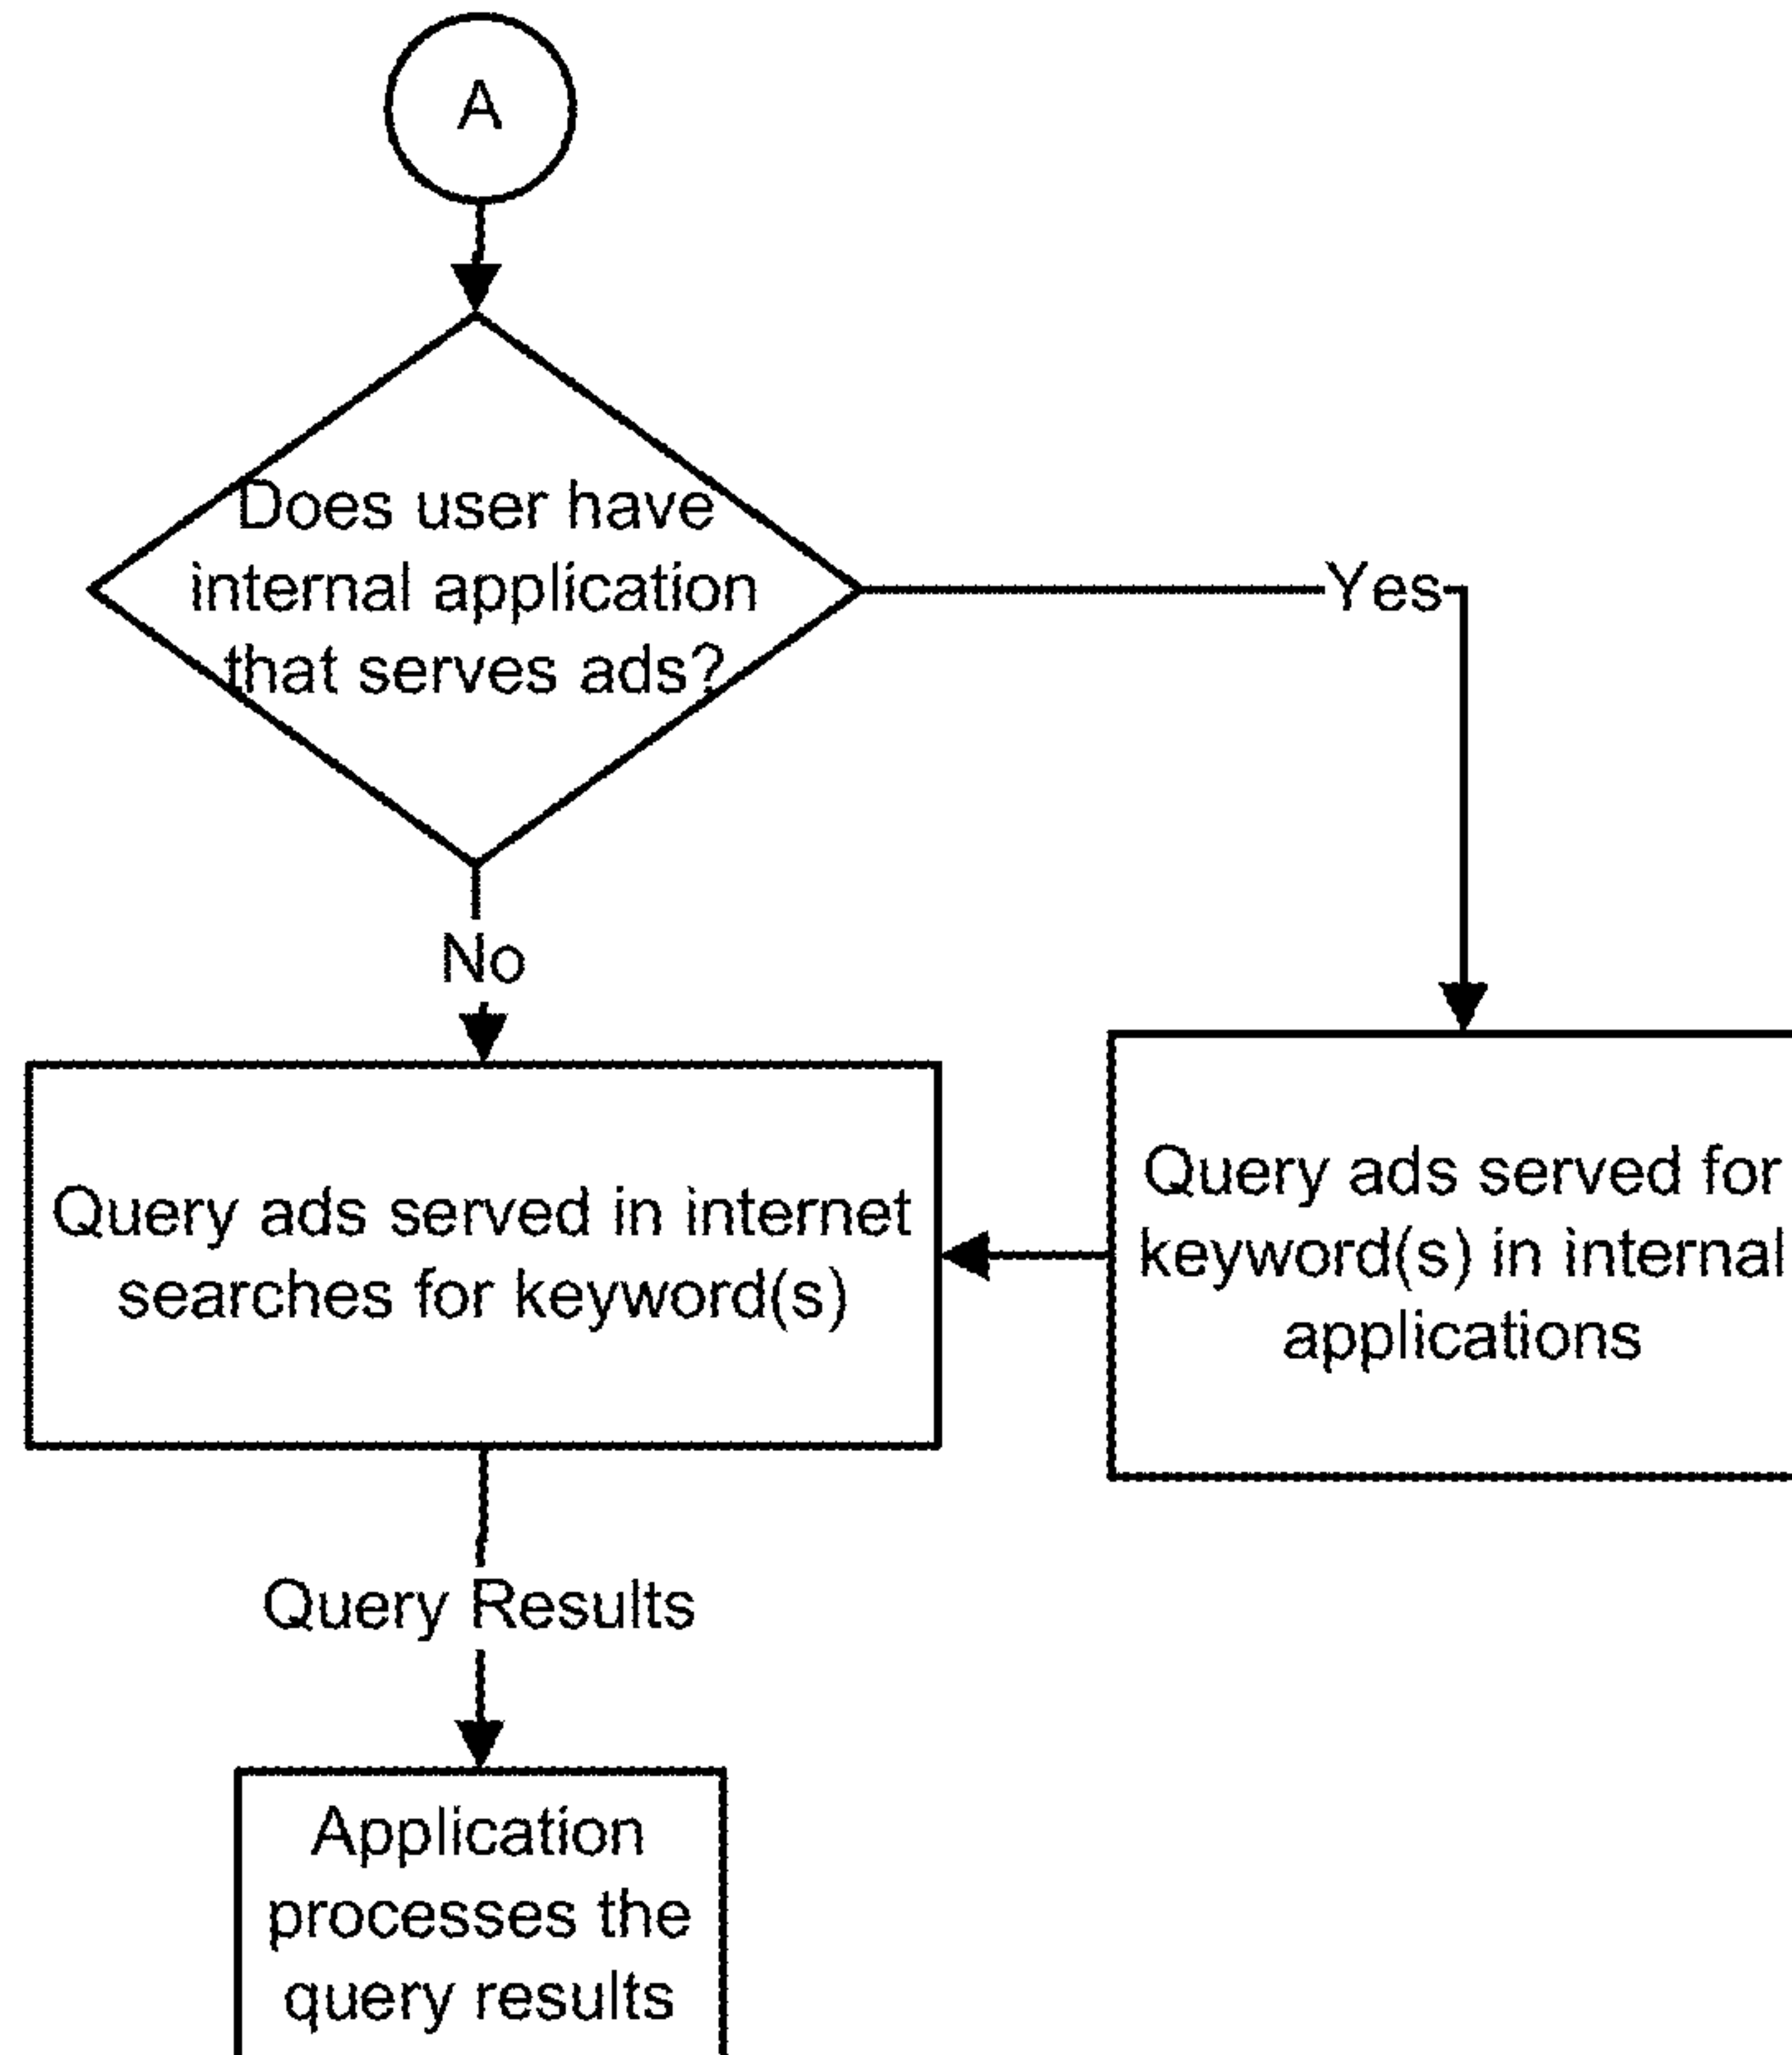 A
Does user have
internal application
that serves ads?
Yes
No
Query ads served in internet
searches for keyword(s)
Query ads served for
keyword(s) in internal
applications
Query Results
Application
processes the
query results